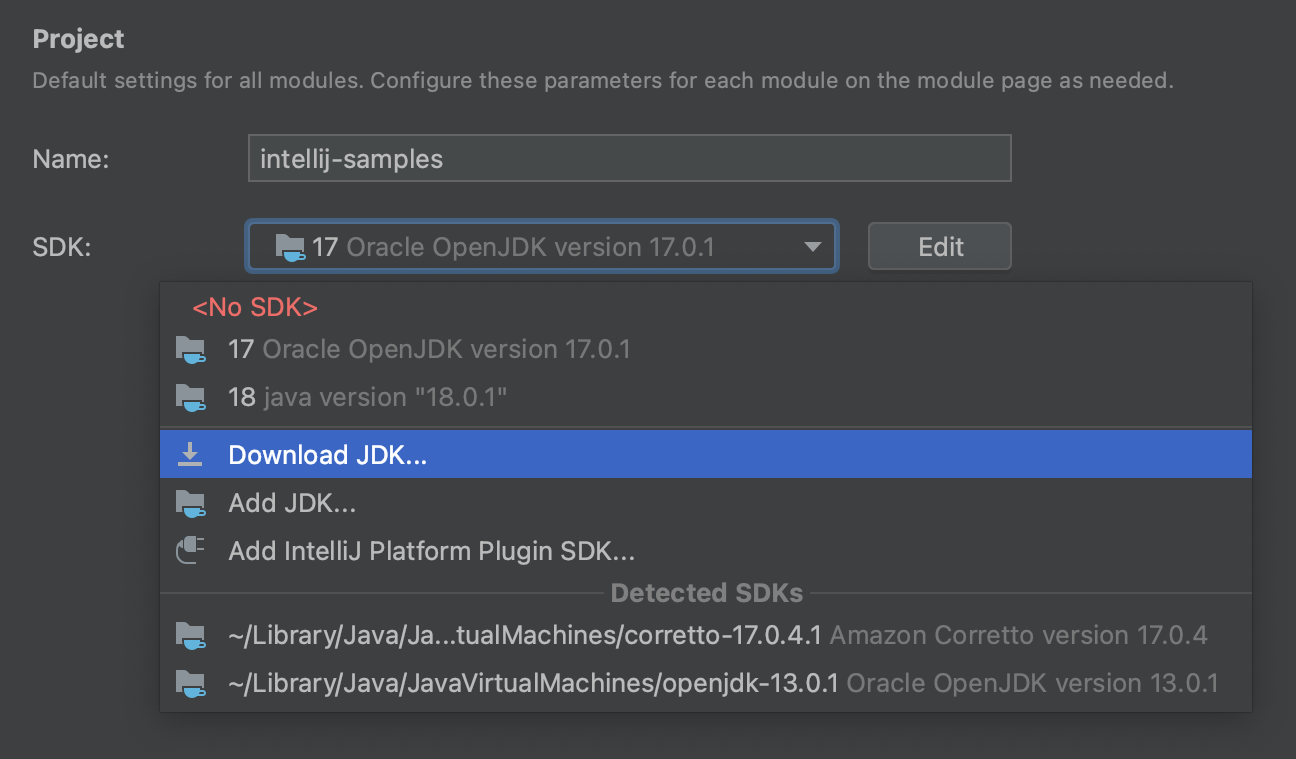 Project
Default settings for all modules. Configure these parameters for each module on the module page as needed.
Name: intellij-samples
SDK: 17 Oracle OpenJDK version 17.0.1 Edit
<No SDK>
17 Oracle OpenJDK version 17.0.1
18 java version "18.0.1"
Download JDK...
Add JDK...
Add IntelliJ Platform Plugin SDK...
Detected SDKs
~/Library/Java/Ja...tualMachines/corretto-17.0.4.1 Amazon Corretto version 17.0.4
~/Library/Java/JavaVirtualMachines/openjdk-13.0.1 Oracle OpenJDK version 13.0.1